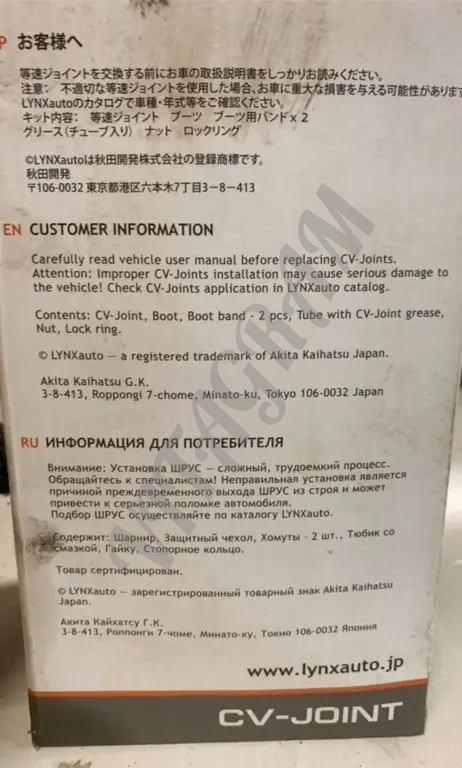 P お客様へ
等速ジョイントを交換する前にお車の取扱説明書をしっかりお読みください。
注意: 不適切な等速ジョイントを使用した場合、お車に重大な損害を与える可能性があります
LYNXautoのカタログで車種・年式等をご確認ください。
キット内容: 等速ジョイント ブーツ ブーツ用バンド x 2
グリース(チューブ入り) ナット ロックリング
©LYNXautoは秋田開発株式会社の登録商標です。
秋田開発
〒106-0032 東京都港区六本木7丁目3-8-413
EN CUSTOMER INFORMATION
Carefully read vehicle user manual before replacing CV-Joints.
Attention: Improper CV-Joints installation may cause serious damage to
the vehicle! Check CV-Joints application in LYNXauto catalog.
Contents: CV-Joint, Boot, Boot band - 2 pcs, Tube with CV-Joint grease,
Nut, Lock ring.
© LYNXauto — a registered trademark of Akita Kaihatsu Japan.
Akita Kaihatsu G.K.
3-8-413, Roppongi 7-chome, Minato-ku, Tokyo 106-0032 Japan
RU ИНФОРМАЦИЯ ДЛЯ ПОТРЕБИТЕЛЯ
Внимание: Установка ШРУС — сложный, трудоемкий процесс.
Обращайтесь к специалистам! Неправильная установка является
причиной преждевременного выхода ШРУС из строя и может
привести к серьезной поломке автомобиля.
Подбор ШРУС осуществляйте по каталогу LYNXauto.
Содержит: Шарнир, Защитный чехол, Хомуты - 2 шт., Тюбик со
смазкой, Гайку, Стопорное кольцо.
Товар сертифицирован.
© LYNXauto — зарегистрированный товарный знак Akita Kaihatsu
Japan.
Акита Кайхатсу Г.К.
3-8-413, Роппонги 7-чоме, Минато-ку, Токио 106-0032 Япония
www.lynxauto.jp
CV-JOINT